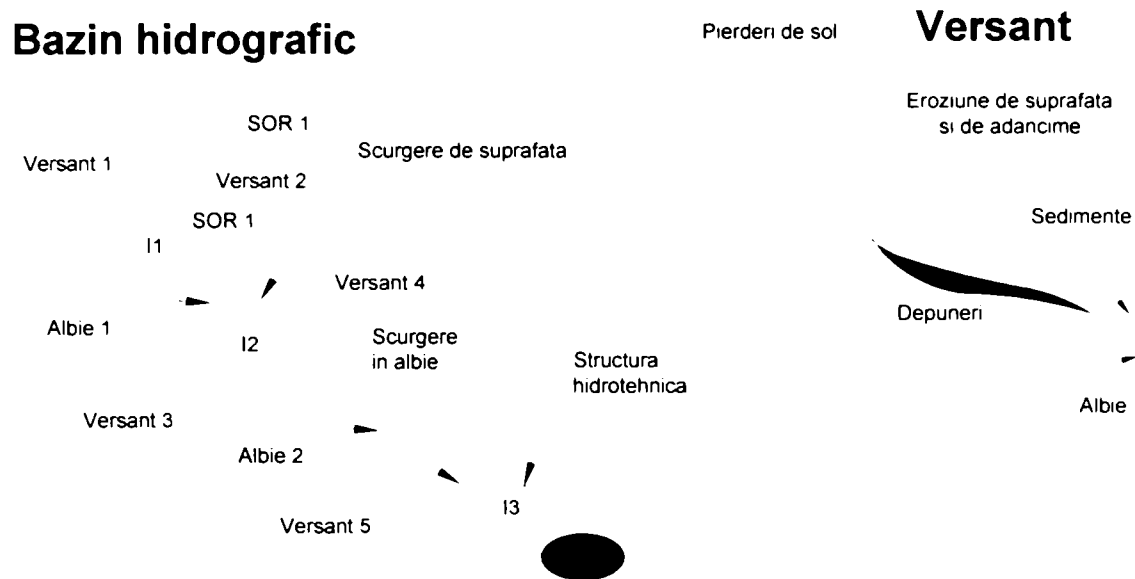 Bazin hidrografic
Pierderi de sol
Versant
Eroziune de suprafata
si de adancime
SOR 1
Scurgere de suprafata
Versant 1
Versant 2
SOR 1
Sedimente
I1
Versant 4
Depuneri
Albie 1
I2
Scurgere
in albie
Structura
hidrotehnica
Albie
Versant 3
Albie 2
I3
Versant 5